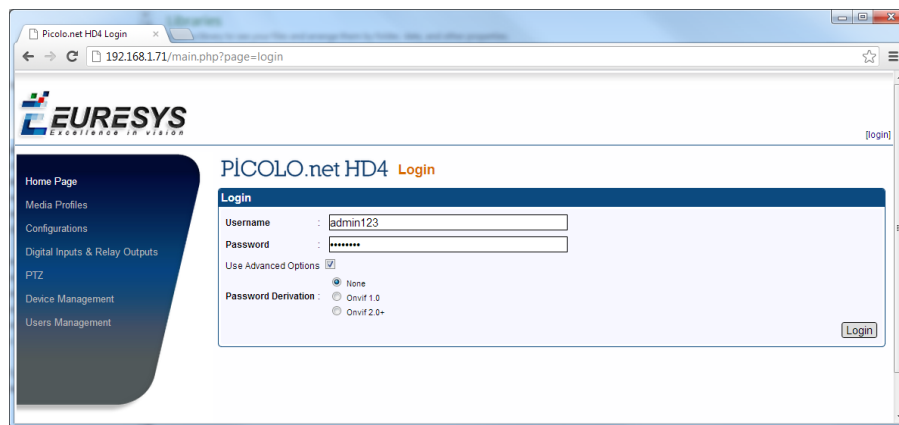 Libraries
Picolo.net HD4 Login
192.168.1.71/main.php?page=login
EURESYS
Excellence in vision
[login]
PICOLO.net HD4 Login
Home Page
Media Profiles
Configurations
Digital Inputs & Relay Outputs
PTZ
Device Management
Users Management
Login
Username : admin123
Password : ••••••••
Use Advanced Options
Password Derivation :
None
Onvif 1.0
Onvif 2.0+
Login